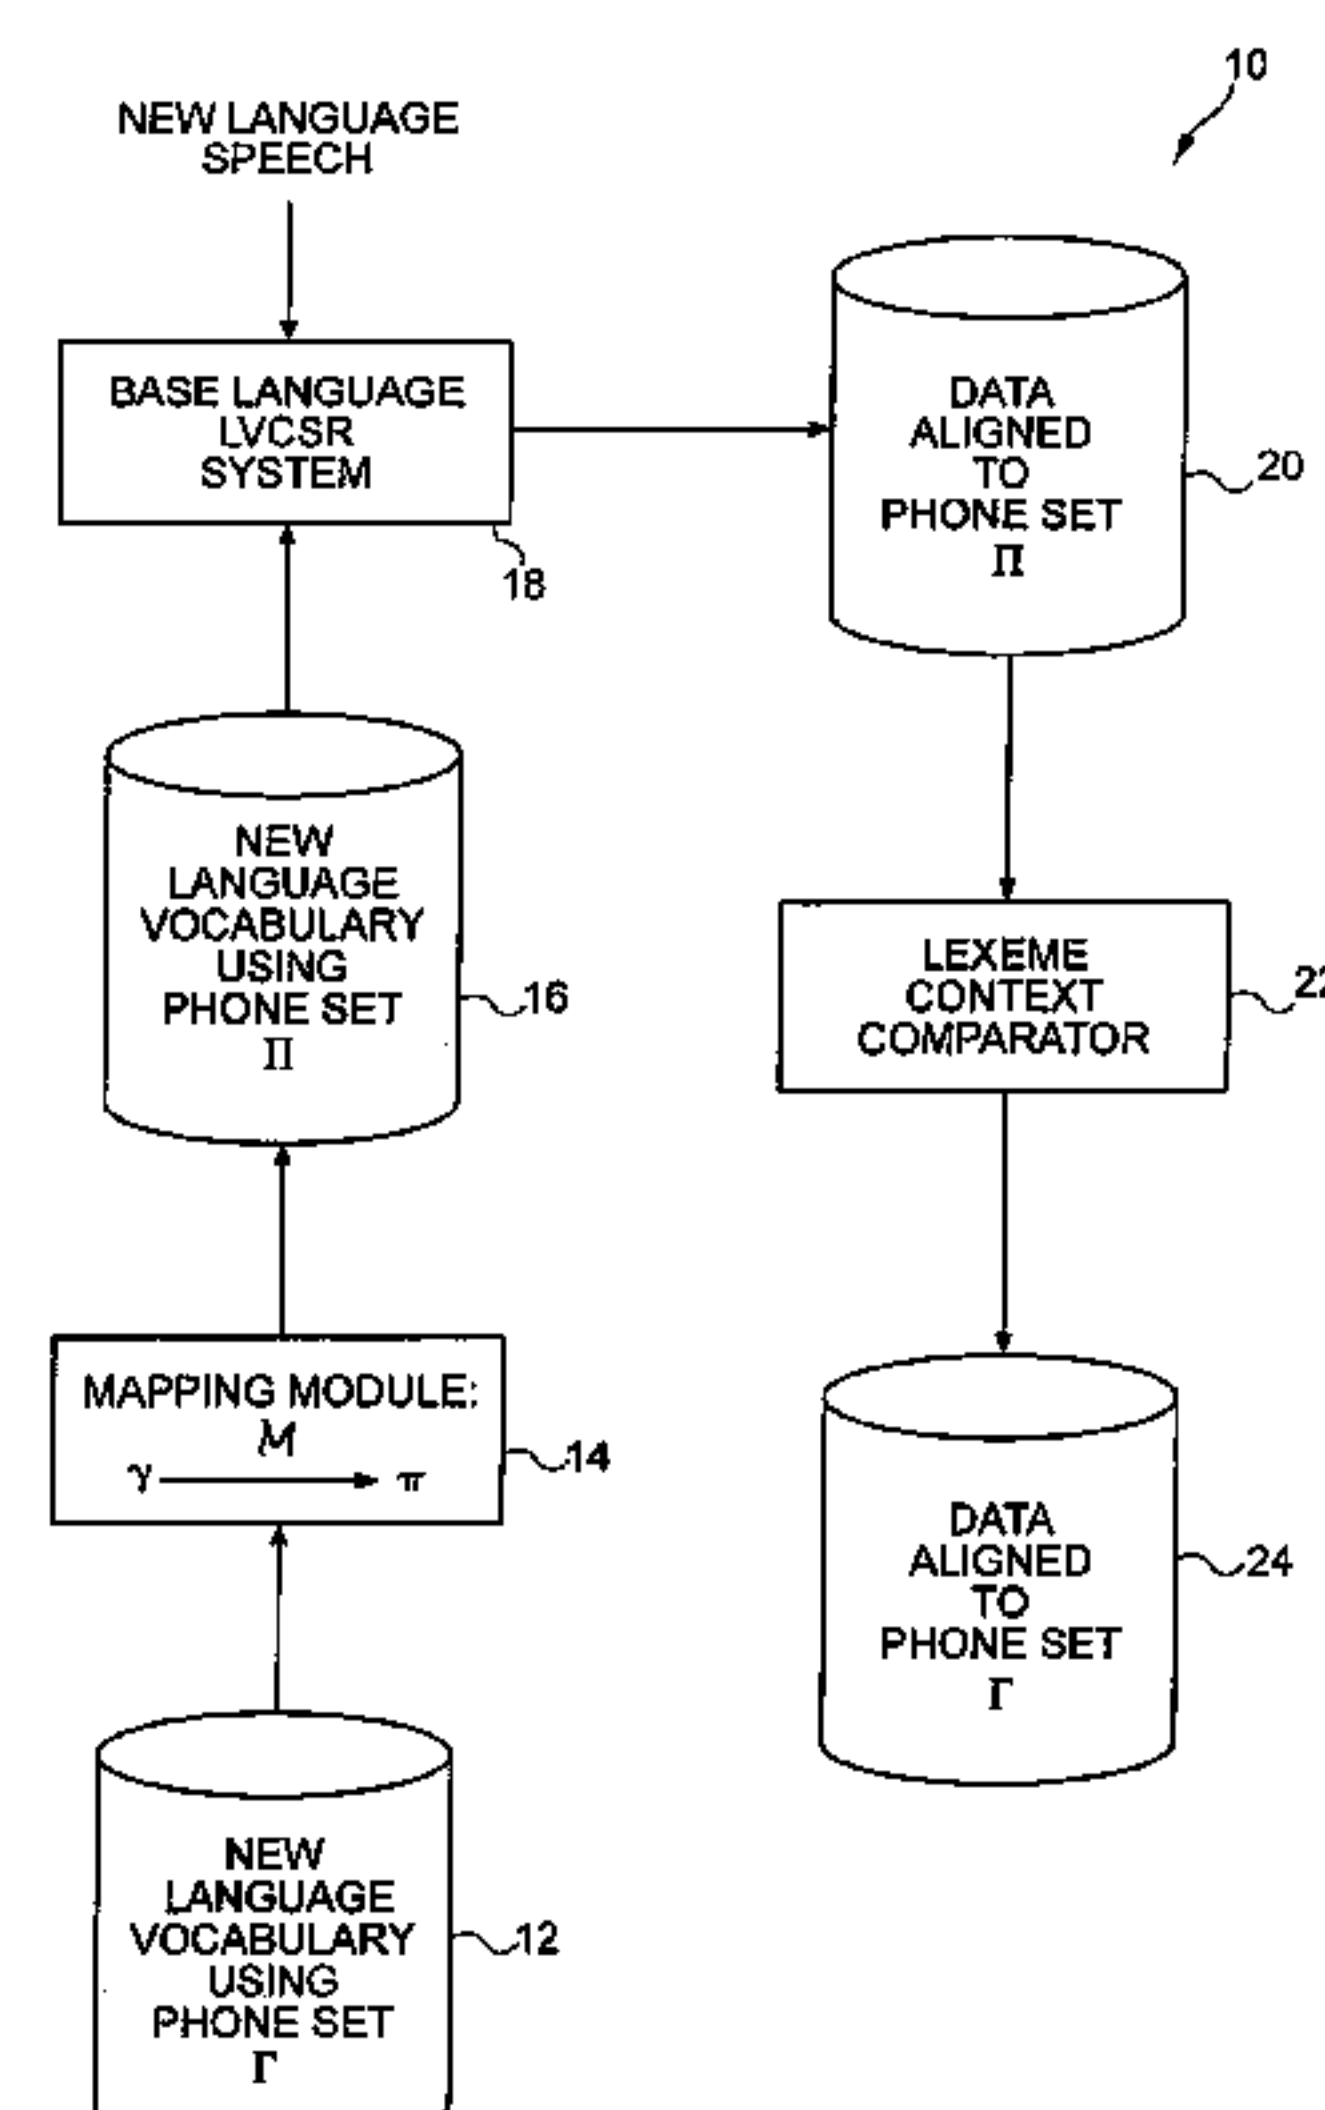 10
NEW LANGUAGE
SPEECH
BASE LANGUAGE
LVCSR
SYSTEM
18
DATA
ALIGNED
TO
PHONE SET
Π
20
NEW
LANGUAGE
VOCABULARY
USING
PHONE SET
Π
16
LEXEME
CONTEXT
COMPARATOR
22
MAPPING MODULE:
M
γ π
14
DATA
ALIGNED
TO
PHONE SET
Γ
24
NEW
LANGUAGE
VOCABULARY
USING
PHONE SET
Γ
12